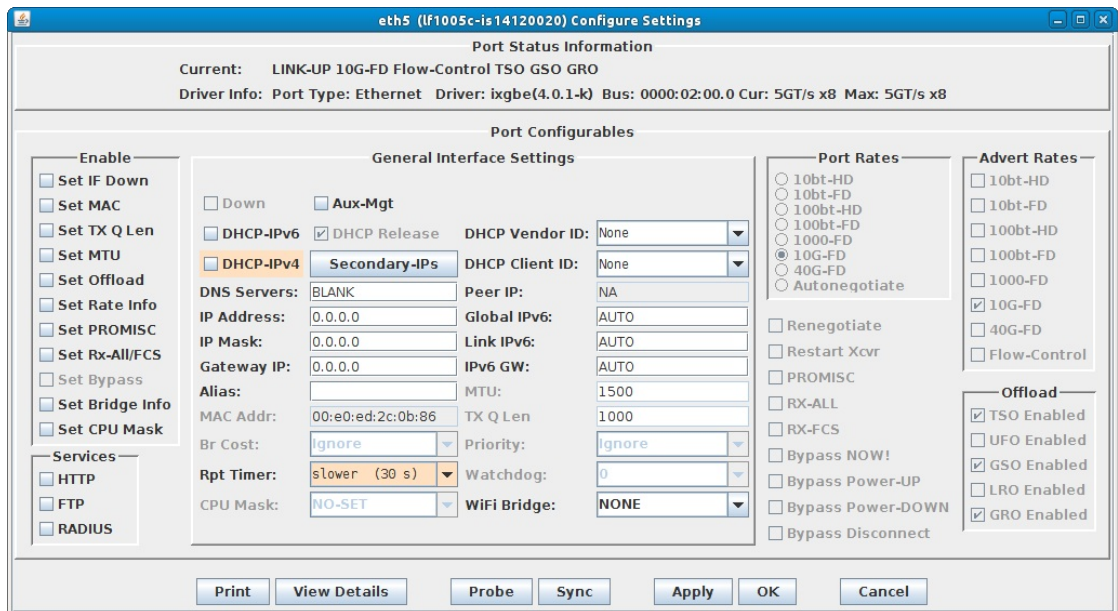 eth5 (lf1005c-is14120020) Configure Settings
Port Status Information
Current: LINK-UP 10G-FD Flow-Control TSO GSO GRO
Driver Info: Port Type: Ethernet Driver: ixgbe(4.0.1-k) Bus: 0000:02:00.0 Cur: 5GT/s x8 Max: 5GT/s x8
Port Configurables
Enable
Set IF Down
Set MAC
Set TX Q Len
Set MTU
Set Offload
Set Rate Info
Set PROMISC
Set Rx-All/FCS
Set Bypass
Set Bridge Info
Set CPU Mask
Services
HTTP
FTP
RADIUS
General Interface Settings
Down Aux-Mgt
DHCP-IPv6 DHCP Release DHCP Vendor ID: None
DHCP-IPv4 Secondary-IPs DHCP Client ID: None
DNS Servers: BLANK Peer IP: NA
IP Address: 0.0.0.0 Global IPv6: AUTO
IP Mask: 0.0.0.0 Link IPv6: AUTO
Gateway IP: 0.0.0.0 IPv6 GW: AUTO
Alias: MTU: 1500
MAC Addr: 00:e0:ed:2c:0b:86 TX Q Len 1000
Br Cost: Ignore Priority: Ignore
Rpt Timer: slower (30 s) Watchdog: 0
CPU Mask: NO-SET WiFi Bridge: NONE
Port Rates
10bt-HD
10bt-FD
100bt-HD
100bt-FD
1000-FD
10G-FD
40G-FD
Autonegotiate
Renegotiate
Restart Xcvr
PROMISC
RX-ALL
RX-FCS
Bypass NOW!
Bypass Power-UP
Bypass Power-DOWN
Bypass Disconnect
Advert Rates
10bt-HD
10bt-FD
100bt-HD
100bt-FD
1000-FD
10G-FD
40G-FD
Flow-Control
Offload
TSO Enabled
UFO Enabled
GSO Enabled
LRO Enabled
GRO Enabled
Print View Details Probe Sync Apply OK Cancel